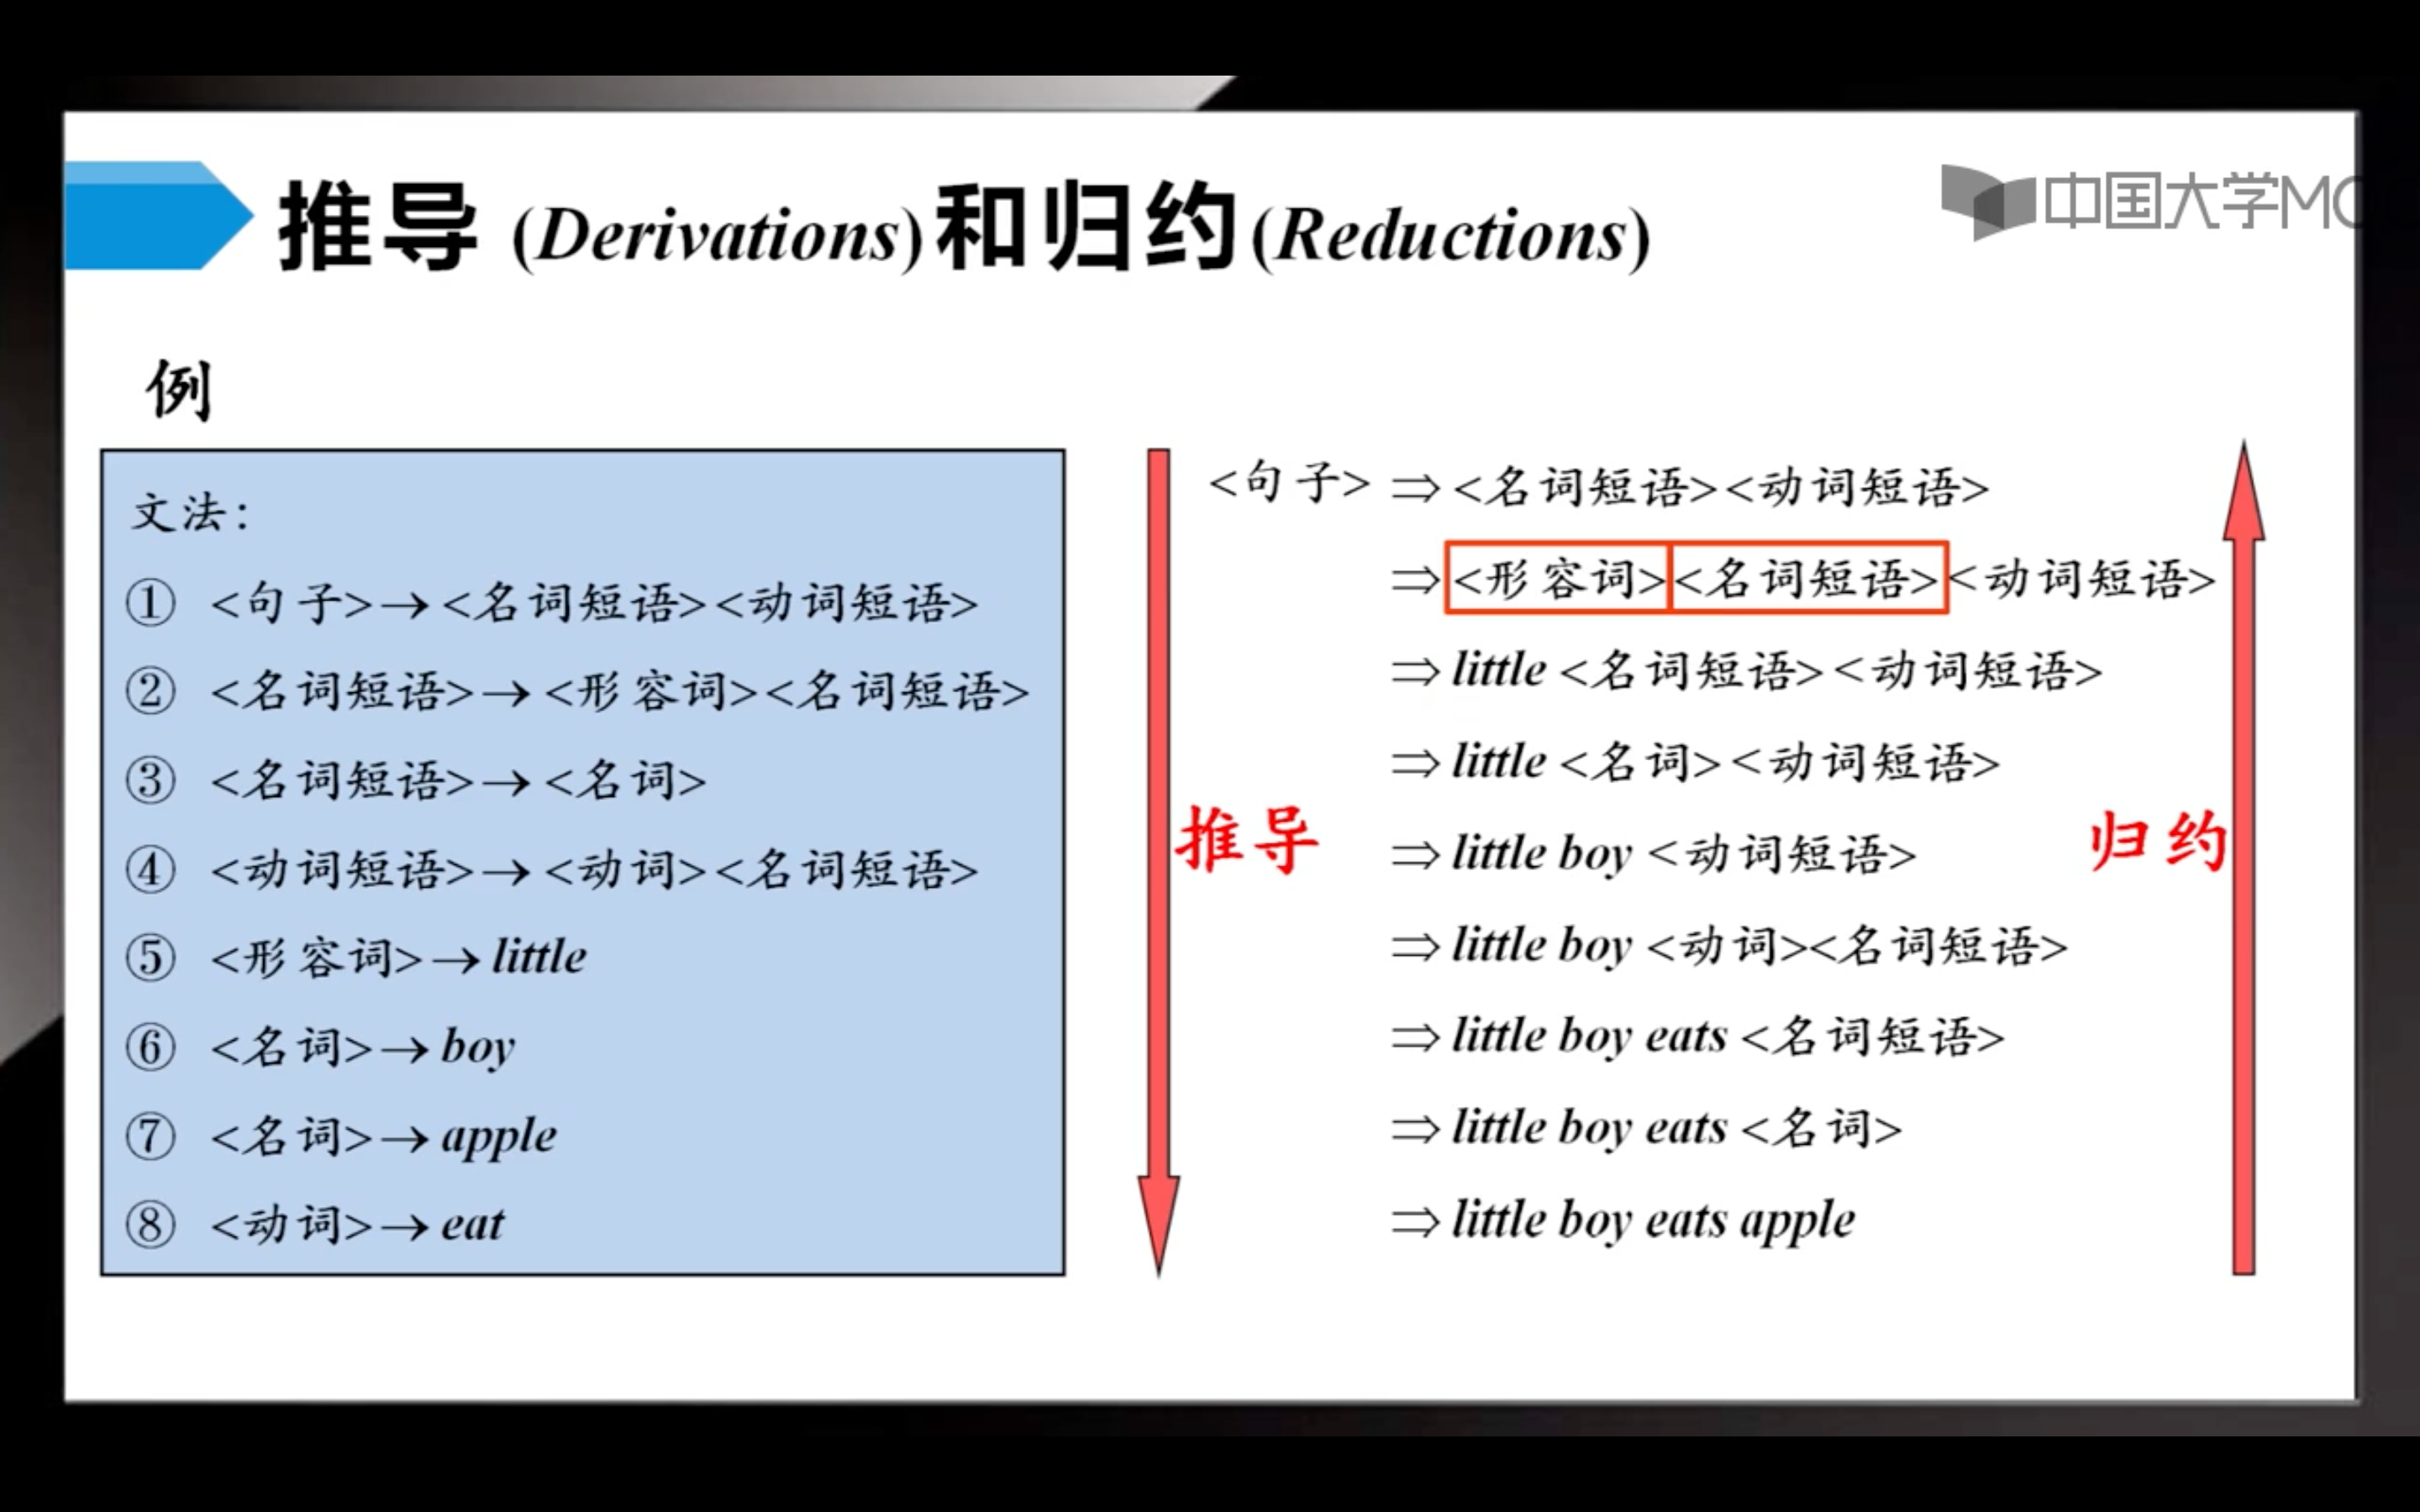 推导 (Derivations) 和归约 (Reductions)
中国大学MO
例
文法：
① <句子>→<名词短语><动词短语>
② <名词短语>→<形容词><名词短语>
③ <名词短语>→<名词>
④ <动词短语>→<动词><名词短语>
⑤ <形容词>→little
⑥ <名词>→boy
⑦ <名词>→apple
⑧ <动词>→eat
推导
<句子> ⇒ <名词短语><动词短语>
⇒ <形容词><名词短语><动词短语>
⇒ little <名词短语><动词短语>
⇒ little <名词><动词短语>
⇒ little boy <动词短语>
⇒ little boy <动词><名词短语>
⇒ little boy eats <名词短语>
⇒ little boy eats <名词>
⇒ little boy eats apple
归约